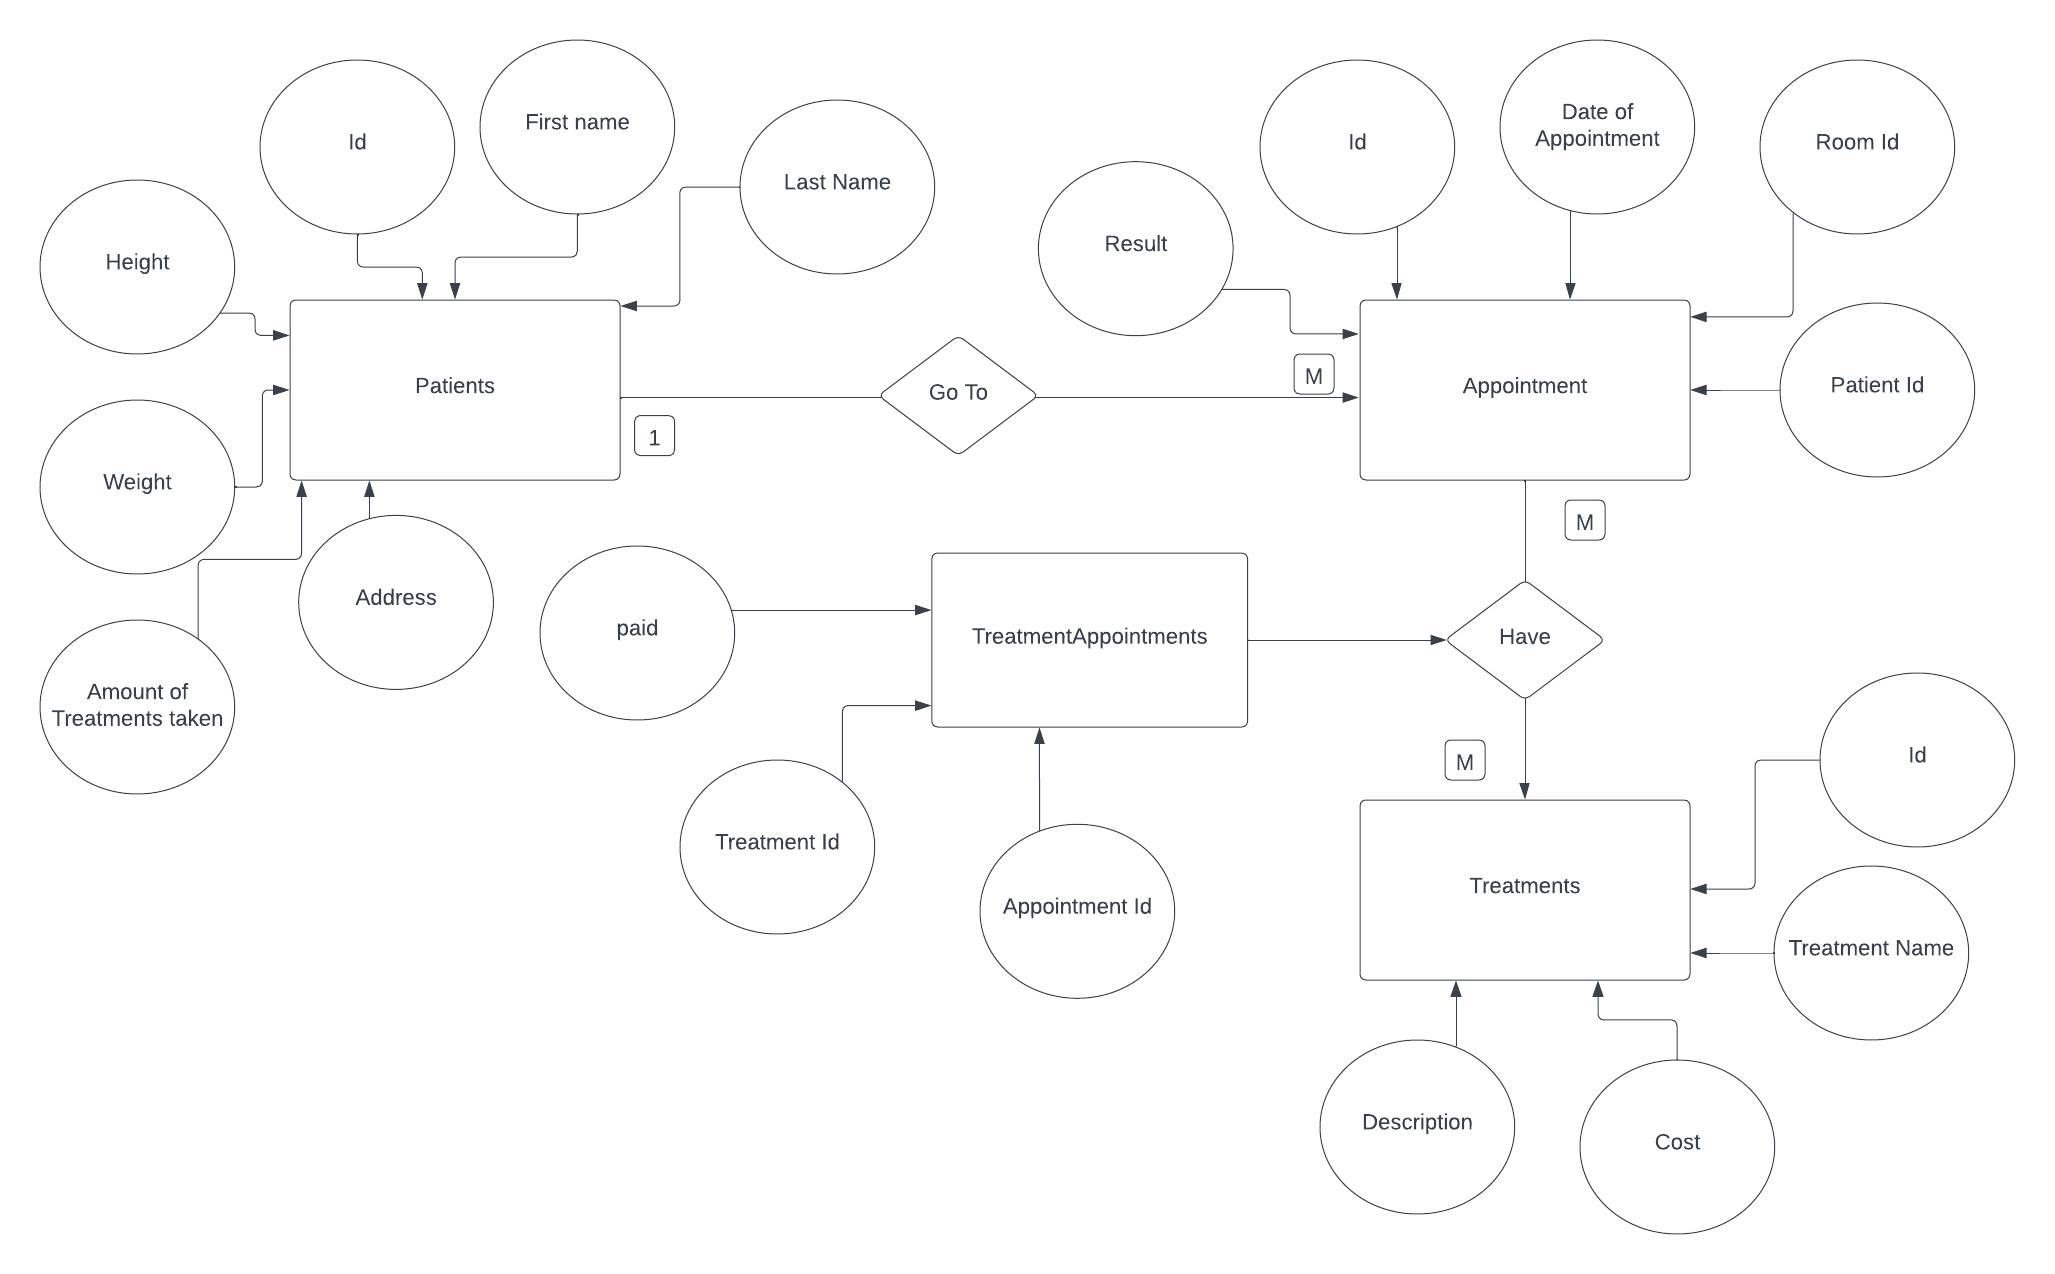 Id
First name
Last Name
Height
Patients
Weight
Address
Amount of
Treatments taken
1
Go To
M
Result
Id
Date of
Appointment
Room Id
Appointment
Patient Id
M
paid
TreatmentAppointments
Have
Treatment Id
Appointment Id
M
Id
Treatments
Treatment Name
Description
Cost